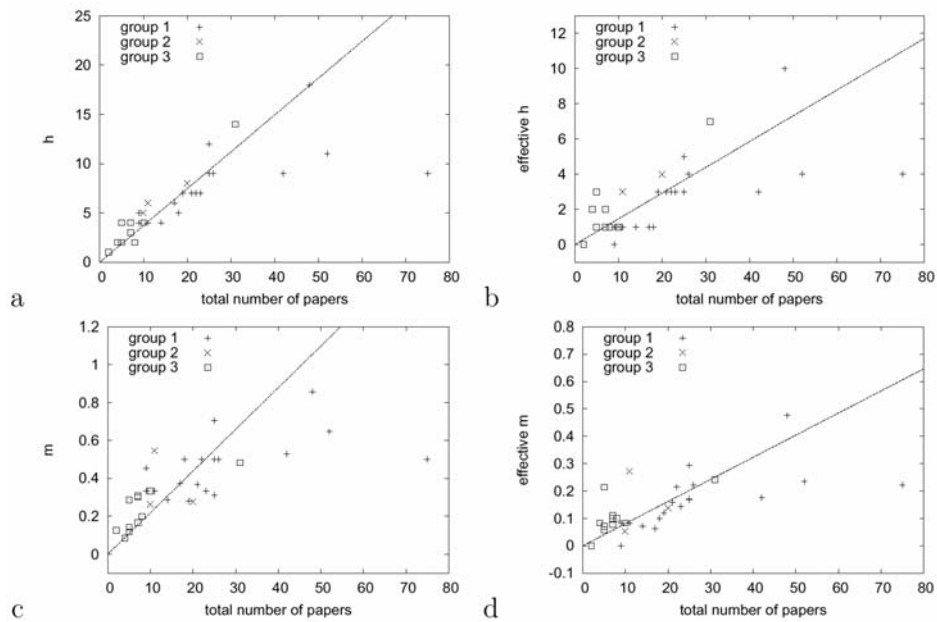 25
20
15
10
5
0
h
group 1
group 2
group 3
0 10 20 30 40 50 60 70 80
total number of papers
a
12
10
8
6
4
2
0
effective h
group 1
group 2
group 3
0 10 20 30 40 50 60 70 80
total number of papers
b
1.2
1
0.8
0.6
0.4
0.2
0
m
group 1
group 2
group 3
0 10 20 30 40 50 60 70 80
total number of papers
c
0.8
0.7
0.6
0.5
0.4
0.3
0.2
0.1
0
-0.1
effective m
group 1
group 2
group 3
0 10 20 30 40 50 60 70 80
total number of papers
d